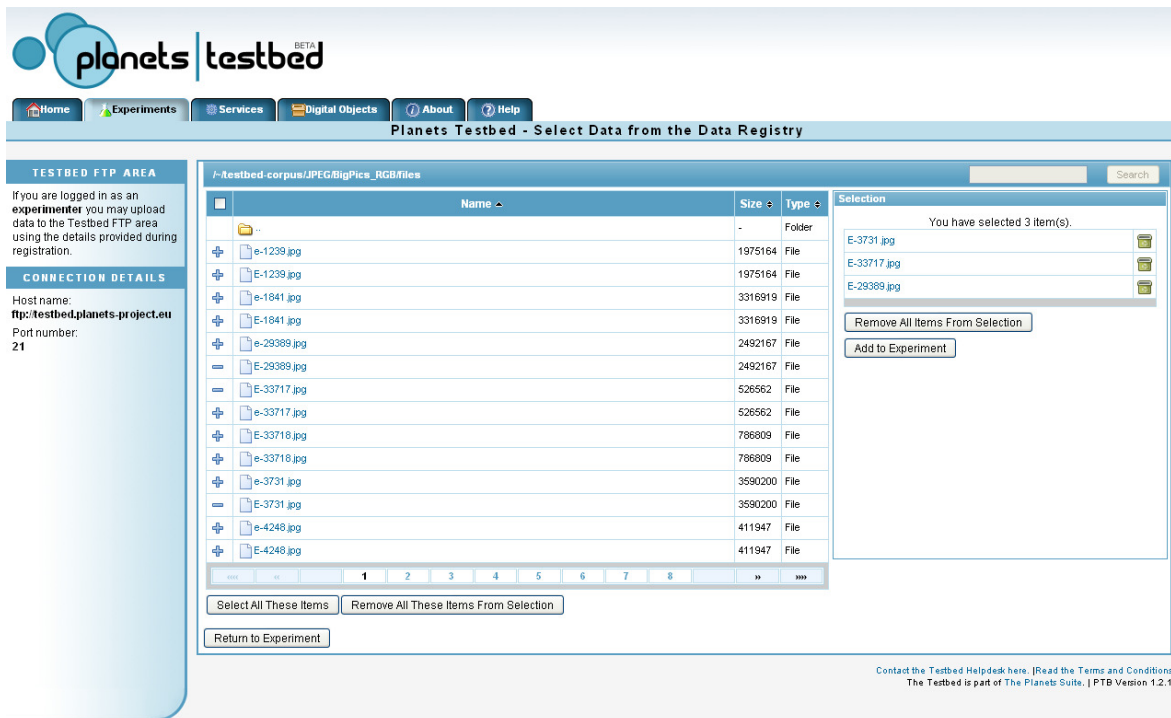 planets | testbed BETA
Home Experiments Services Digital Objects About Help
Planets Testbed - Select Data from the Data Registry
TESTBED FTP AREA
If you are logged in as an
experimenter you may upload
data to the Testbed FTP area
using the details provided during
registration.
CONNECTION DETAILS
Host name:
ftp://testbed.planets-project.eu
Port number:
21
/~/testbed-corpus/JPEG/BigPics_RGB/files
Search
Name Size Type
.. - Folder
e-1239.jpg 1975164 File
E-1239.jpg 1975164 File
e-1841.jpg 3316919 File
E-1841.jpg 3316919 File
e-29389.jpg 2492167 File
E-29389.jpg 2492167 File
E-33717.jpg 526562 File
e-33717.jpg 526562 File
E-33718.jpg 786809 File
e-33718.jpg 786809 File
e-3731.jpg 3590200 File
E-3731.jpg 3590200 File
e-4248.jpg 411947 File
E-4248.jpg 411947 File
«« « 1 2 3 4 5 6 7 8 » »»
Select All These Items Remove All These Items From Selection
Return to Experiment
Selection
You have selected 3 item(s).
E-3731.jpg
E-33717.jpg
E-29389.jpg
Remove All Items From Selection
Add to Experiment
Contact the Testbed Helpdesk here. |Read the Terms and Conditions
The Testbed is part of The Planets Suite. | PTB Version 1.2.1